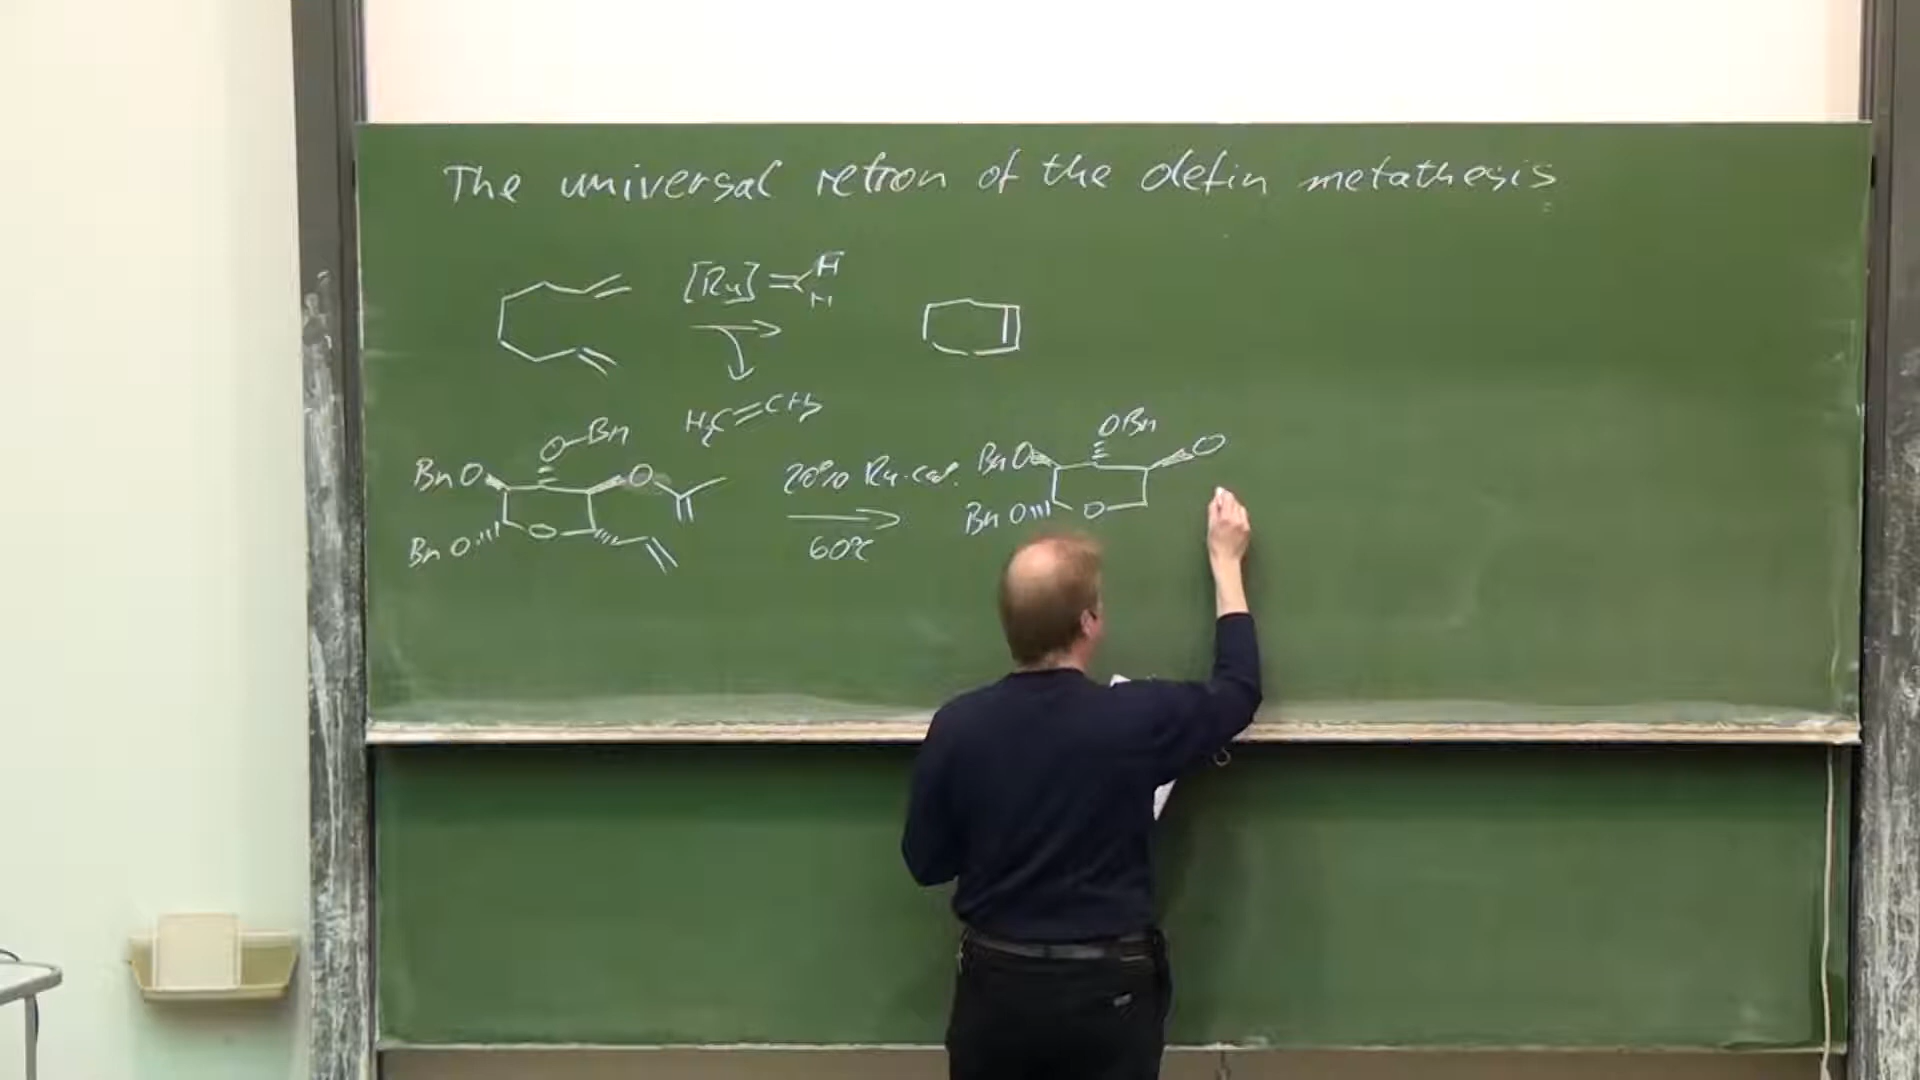 The universal retron of the olefin metathesis
[Ru] H
H
H₂C CH₂
O Bn
BnO O
20% Ru-cat.
BnO O
60°C
OBn
BnO O
BnO O